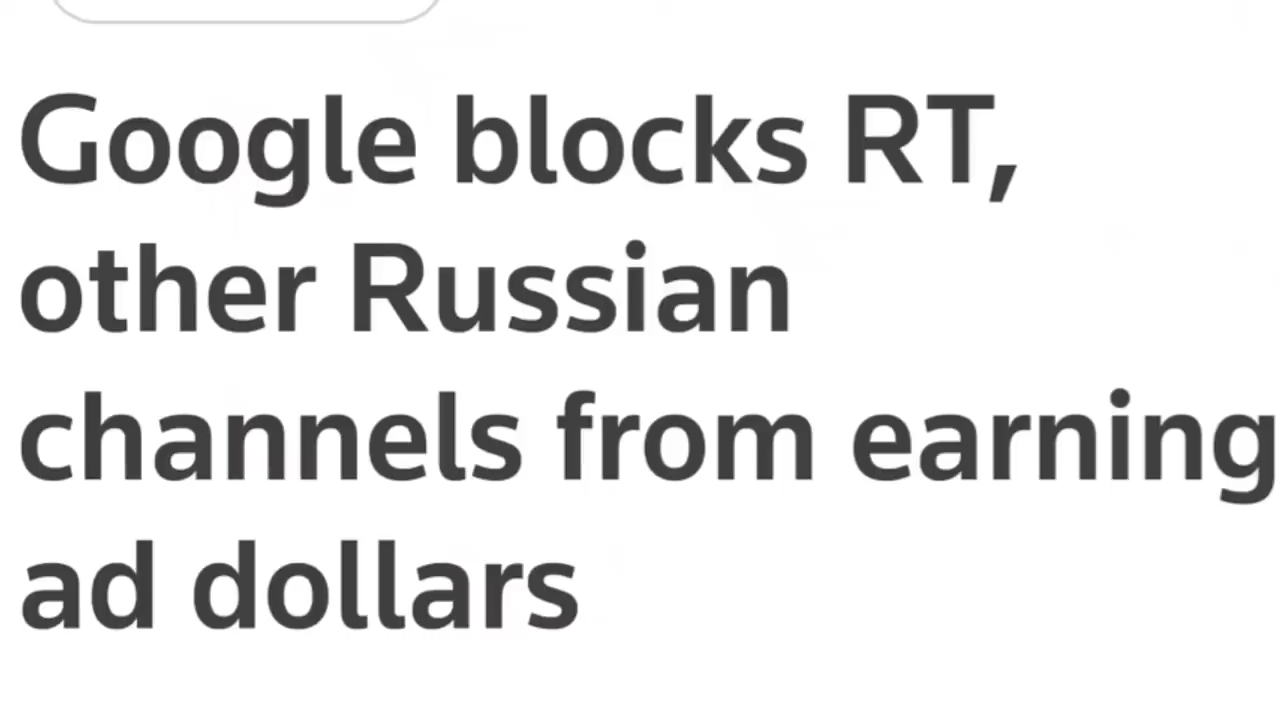 Google blocks RT,
other Russian
channels from earning
ad dollars